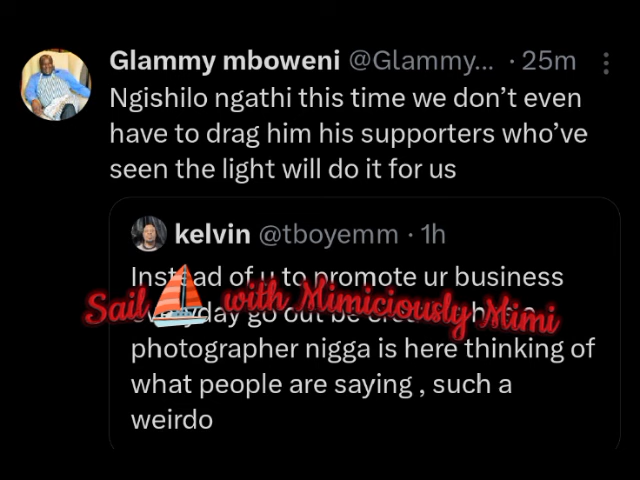 Glammy mboweni @Glammy... · 25m
Ngishilo ngathi this time we don't even
have to drag him his supporters who've
seen the light will do it for us
kelvin @tboyemm · 1h
Instead of u to promote ur business
everyday go out be
photographer nigga is here thinking of
what people are saying , such a
weirdo
Sail with Mimiciously Mimi